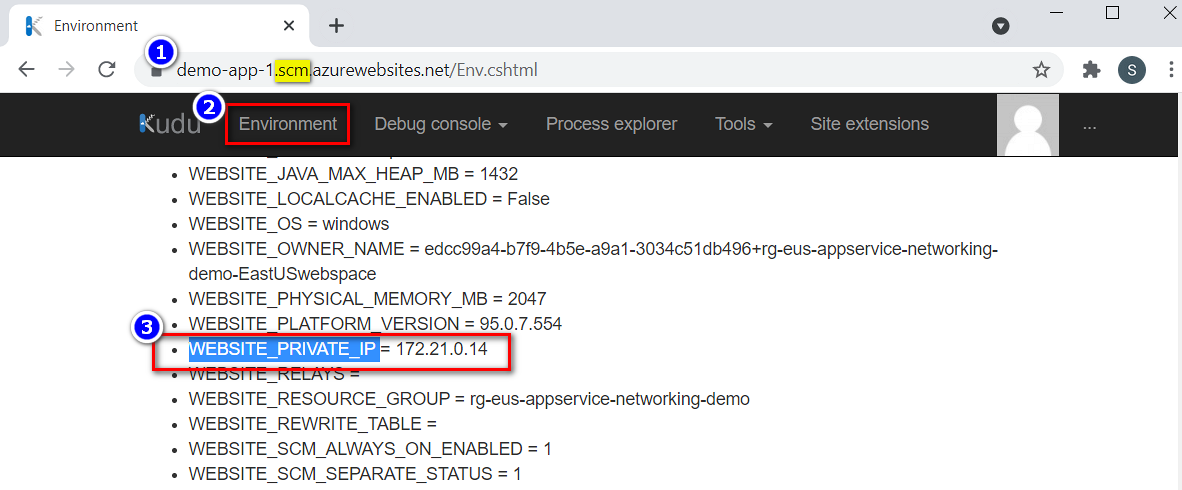 Environment
1
demo-app-1.scm.azurewebsites.net/Env.cshtml
S
2
Kudu Environment Debug console Process explorer Tools Site extensions ...
WEBSITE_JAVA_MAX_HEAP_MB = 1432
WEBSITE_LOCALCACHE_ENABLED = False
WEBSITE_OS = windows
WEBSITE_OWNER_NAME = edcc99a4-b7f9-4b5e-a9a1-3034c51db496+rg-eus-appservice-networking-
demo-EastUSwebspace
WEBSITE_PHYSICAL_MEMORY_MB = 2047
WEBSITE_PLATFORM_VERSION = 95.0.7.554
3
WEBSITE_PRIVATE_IP = 172.21.0.14
WEBSITE_RELAYS =
WEBSITE_RESOURCE_GROUP = rg-eus-appservice-networking-demo
WEBSITE_REWRITE_TABLE =
WEBSITE_SCM_ALWAYS_ON_ENABLED = 1
WEBSITE_SCM_SEPARATE_STATUS = 1